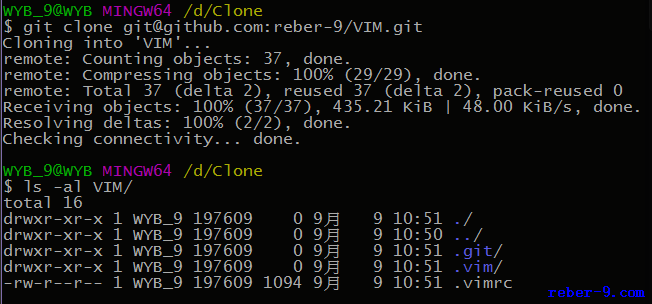 WYB_9@WYB MINGW64 /d/Clone
$ git clone git@github.com:reber-9/VIM.git
Cloning into 'VIM'...
remote: Counting objects: 37, done.
remote: Compressing objects: 100% (29/29), done.
remote: Total 37 (delta 2), reused 37 (delta 2), pack-reused 0
Receiving objects: 100% (37/37), 435.21 KiB | 48.00 KiB/s, done.
Resolving deltas: 100% (2/2), done.
Checking connectivity... done.
WYB_9@WYB MINGW64 /d/Clone
$ ls -al VIM/
total 16
drwxr-xr-x 1 WYB_9 197609    0 9月   9 10:51 ./
drwxr-xr-x 1 WYB_9 197609    0 9月   9 10:50 ../
drwxr-xr-x 1 WYB_9 197609    0 9月   9 10:51 .git/
drwxr-xr-x 1 WYB_9 197609    0 9月   9 10:51 .vim/
-rw-r--r-- 1 WYB_9 197609 1094 9月   9 10:51 .vimrc
reber-9.com